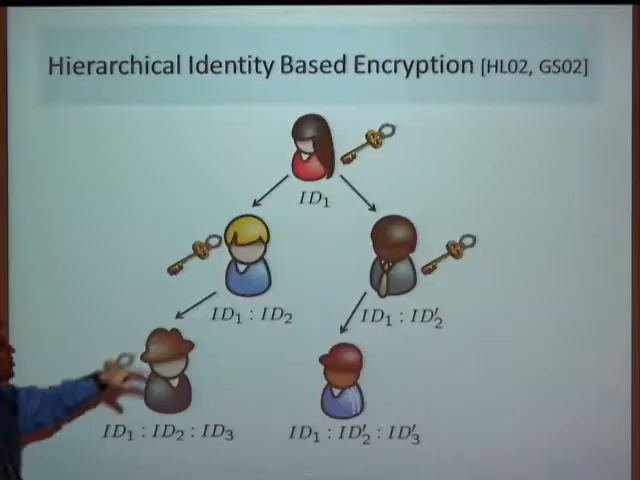 Hierarchical Identity Based Encryption [HL02, GS02]
ID₁
ID₁ : ID₂
ID₁ : ID′₂
ID₁ : ID₂ : ID₃
ID₁ : ID′₂ : ID′₃